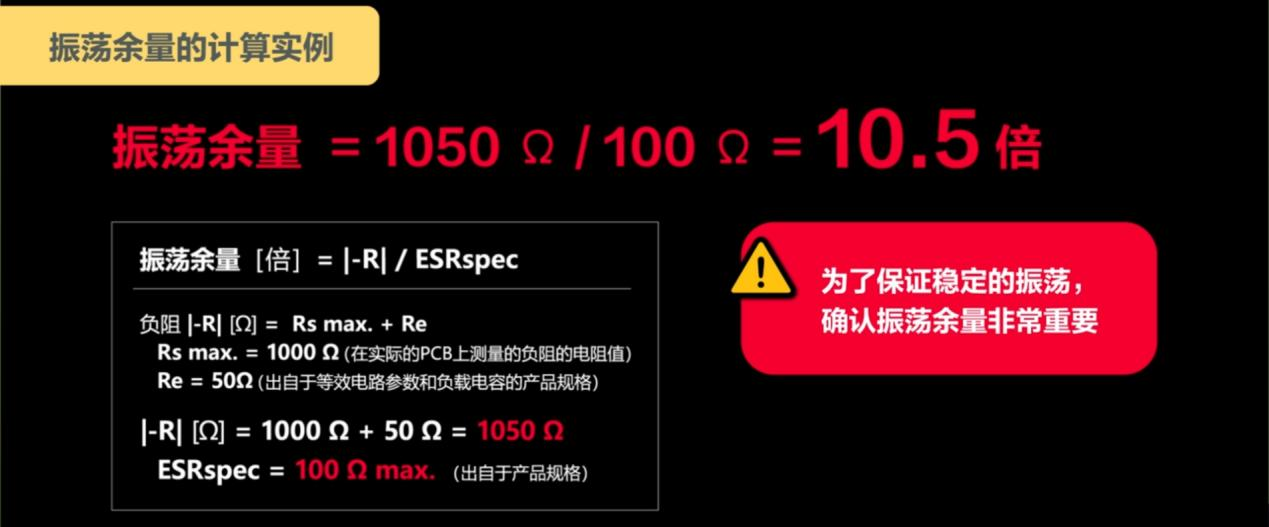 振荡余量的计算实例
振荡余量 = 1050 Ω / 100 Ω = 10.5 倍
振荡余量 [倍] = |-R| / ESRspec
负阻 |-R| [Ω] = Rs max. + Re
Rs max. = 1000 Ω (在实际的PCB上测量的负阻的电阻值)
Re = 50Ω (出自于等效电路参数和负载电容的产品规格)
|-R| [Ω] = 1000 Ω + 50 Ω = 1050 Ω
ESRspec = 100 Ω max. (出自于产品规格)
为了保证稳定的振荡，
确认振荡余量非常重要